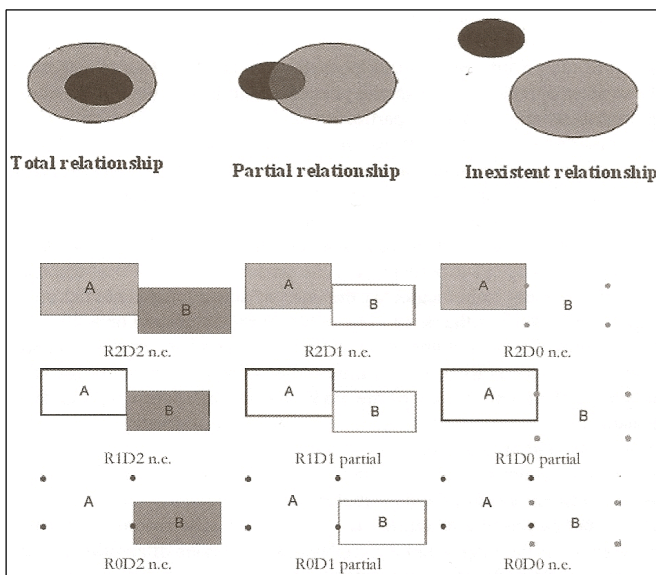 Total relationship
Partial relationship
Inexistent relationship
A
B
R2D2 n.e.
A
B
R2D1 n.e.
A
B
R2D0 n.e.
A
B
R1D2 n.e.
A
B
R1D1 partial
A
B
R1D0 partial
A
B
R0D2 n.e.
A
B
R0D1 partial
A
B
R0D0 n.e.